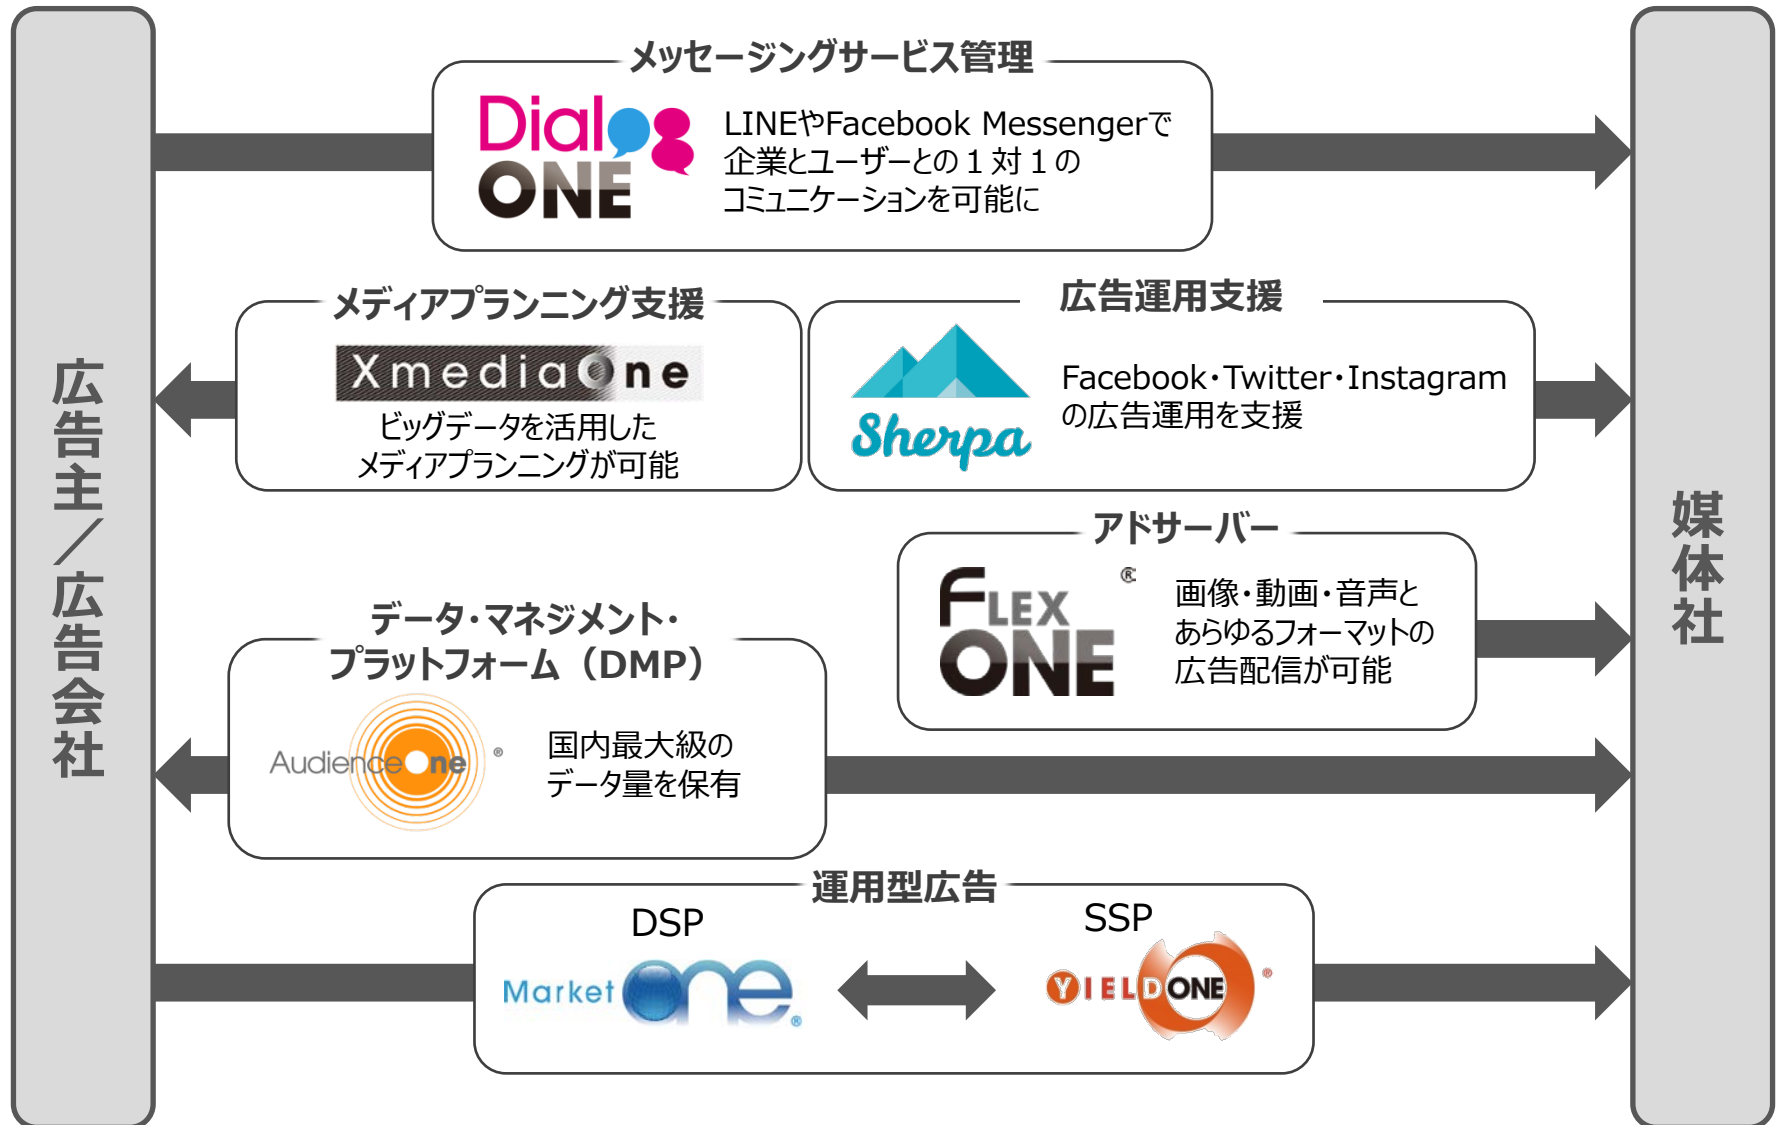 広告主／広告会社
メッセージングサービス管理
Dialog
ONE
LINEやFacebook Messengerで
企業とユーザーとの１対１の
コミュニケーションを可能に
メディアプランニング支援
XmediaOne
ビッグデータを活用した
メディアプランニングが可能
広告運用支援
Sherpa
Facebook・Twitter・Instagram
の広告運用を支援
アドサーバー
FLEX
ONE
®
画像・動画・音声と
あらゆるフォーマットの
広告配信が可能
データ・マネジメント・
プラットフォーム（DMP）
AudienceOne®
国内最大級の
データ量を保有
運用型広告
DSP
Market One®
SSP
YIELD ONE®
媒体社